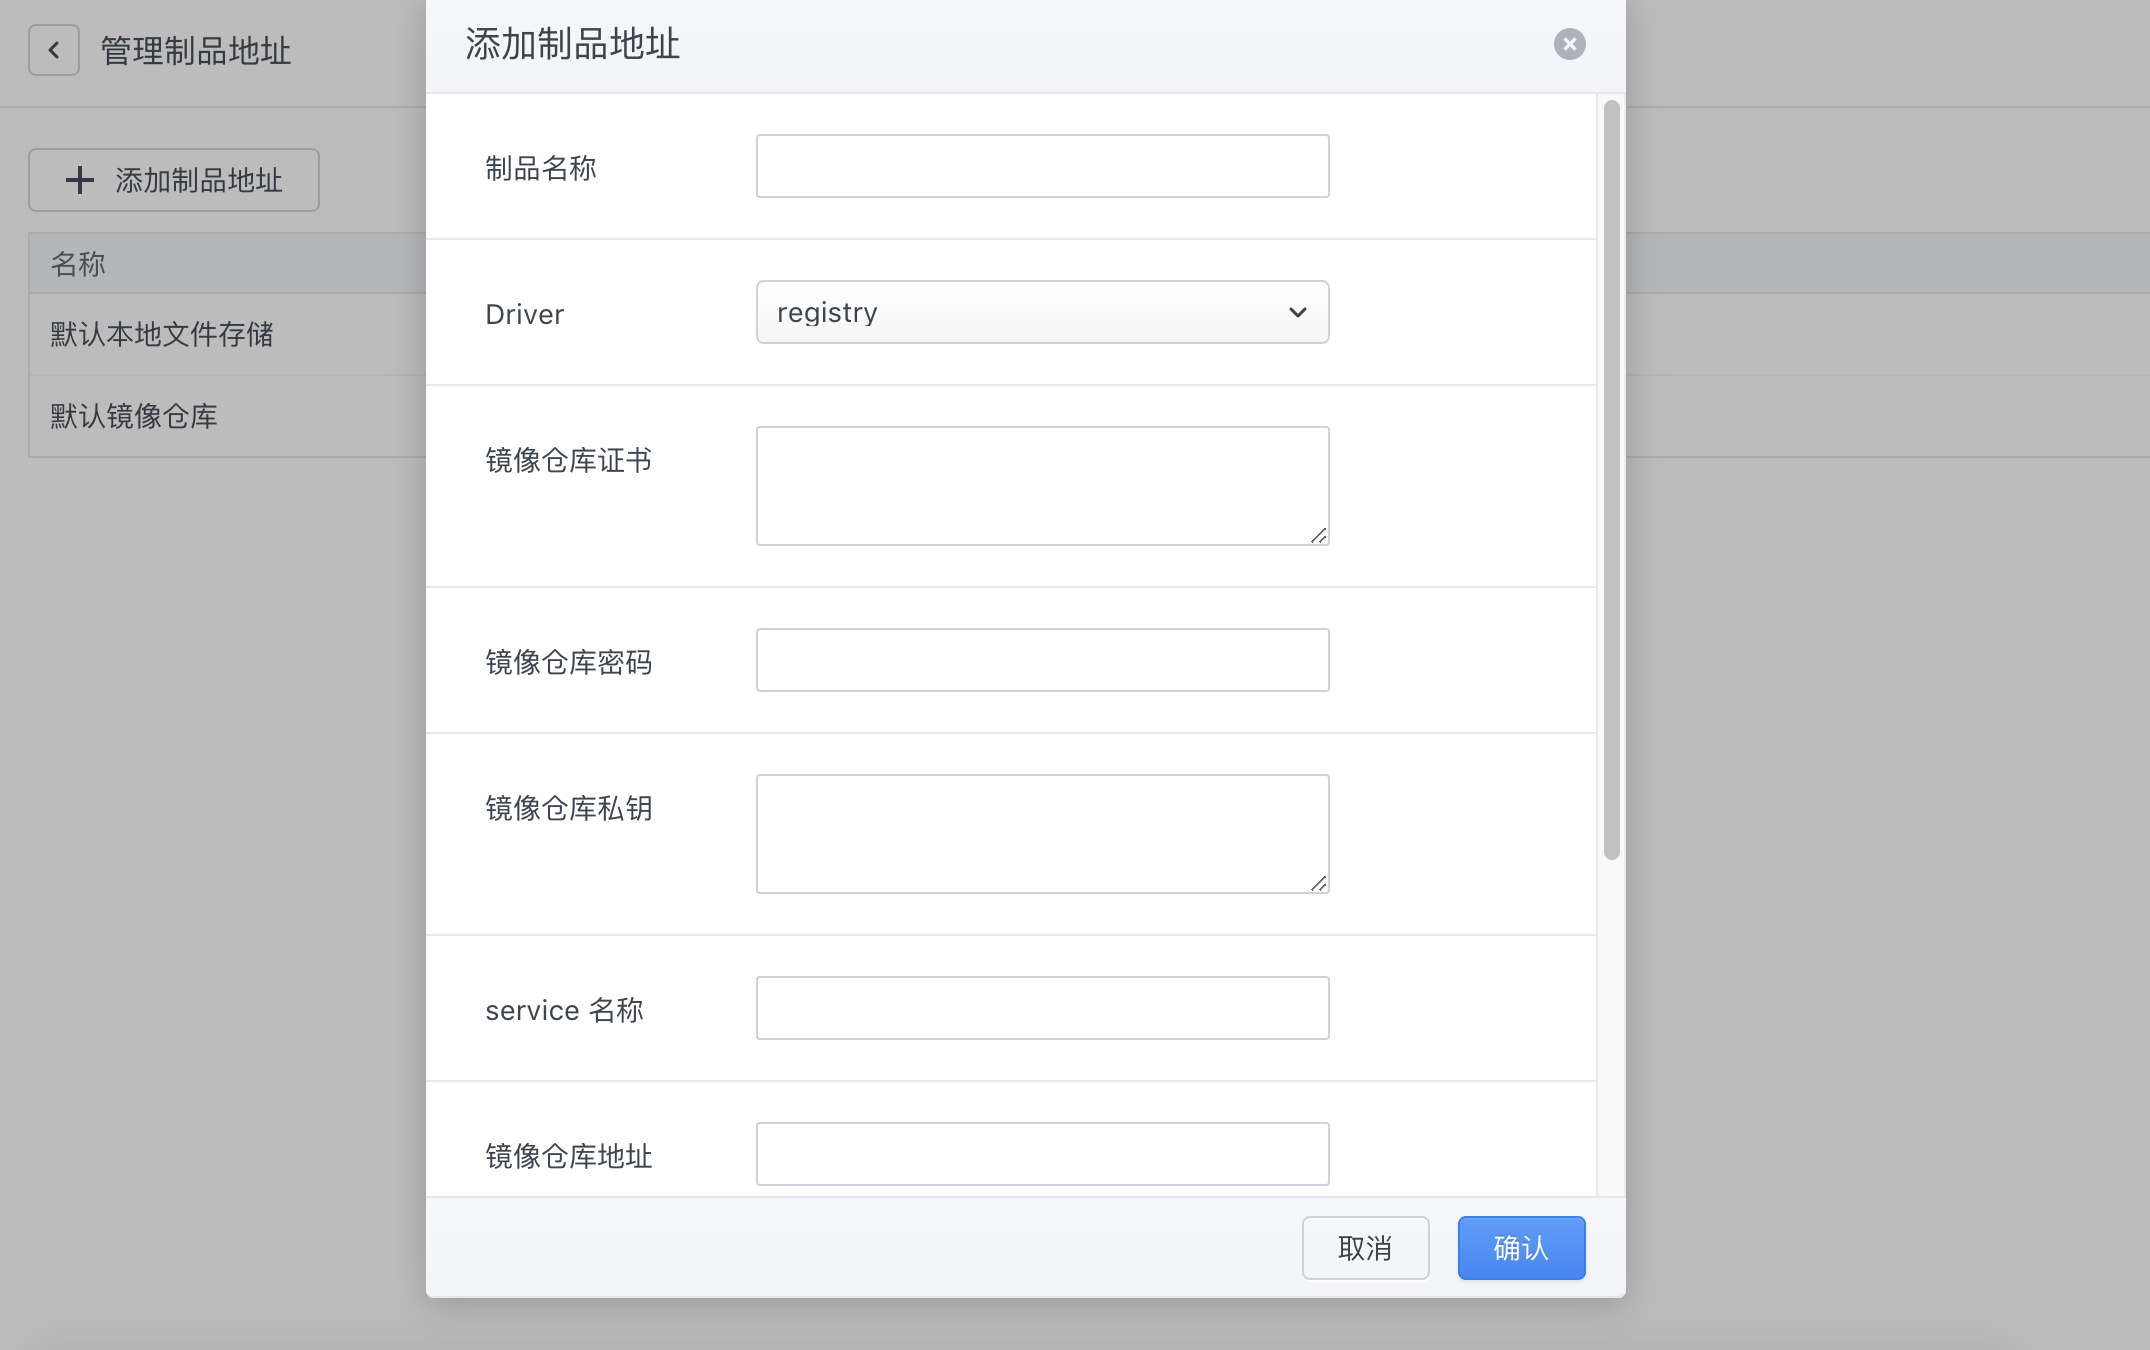 管理制品地址
添加制品地址
名称
默认本地文件存储
默认镜像仓库
添加制品地址
制品名称
Driver
registry
镜像仓库证书
镜像仓库密码
镜像仓库私钥
service 名称
镜像仓库地址
取消
确认